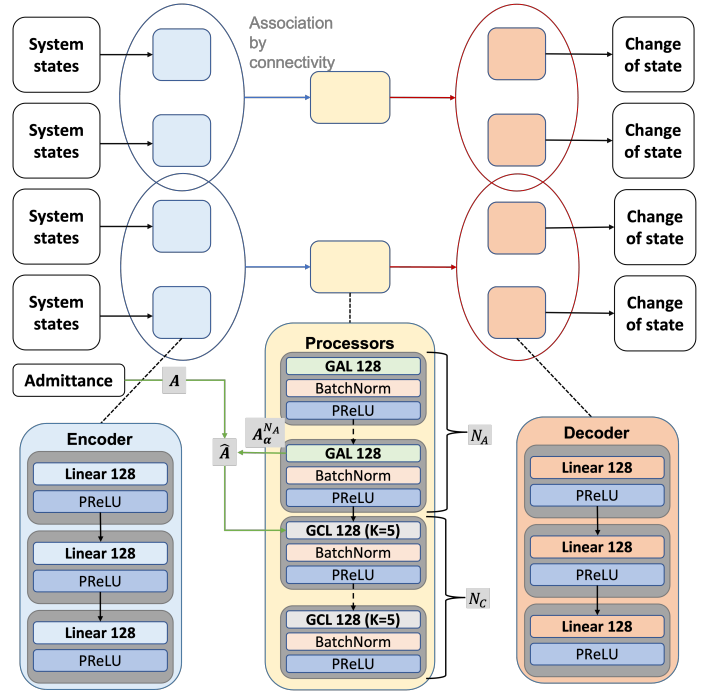 System
states
Association
by
connectivity
Change
of state
System
states
Change
of state
System
states
Change
of state
System
states
Change
of state
Admittance
A
Â
A_α^{N_A}
Encoder
Linear 128
PReLU
Linear 128
PReLU
Linear 128
PReLU
Processors
GAL 128
BatchNorm
PReLU
GAL 128
BatchNorm
PReLU
N_A
GCL 128 (K=5)
BatchNorm
PReLU
GCL 128 (K=5)
BatchNorm
PReLU
N_C
Decoder
Linear 128
PReLU
Linear 128
PReLU
Linear 128
PReLU